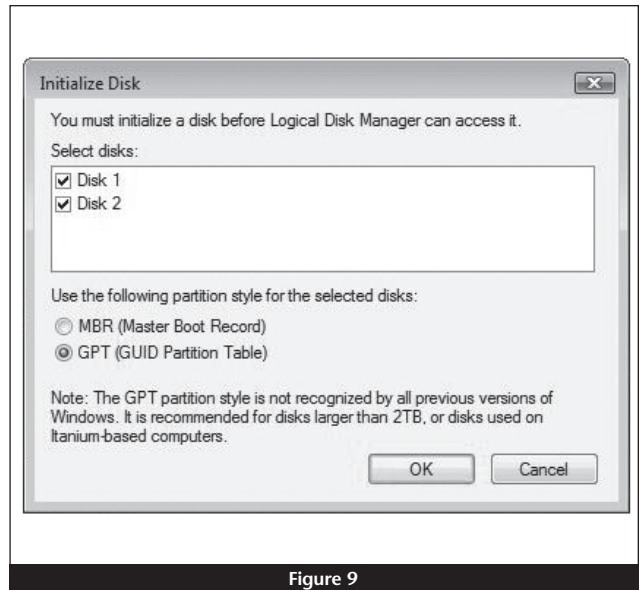 Initialize Disk
You must initialize a disk before Logical Disk Manager can access it.
Select disks:
Disk 1
Disk 2
Use the following partition style for the selected disks:
MBR (Master Boot Record)
GPT (GUID Partition Table)
Note: The GPT partition style is not recognized by all previous versions of
Windows. It is recommended for disks larger than 2TB, or disks used on
Itanium-based computers.
OK Cancel
Figure 9